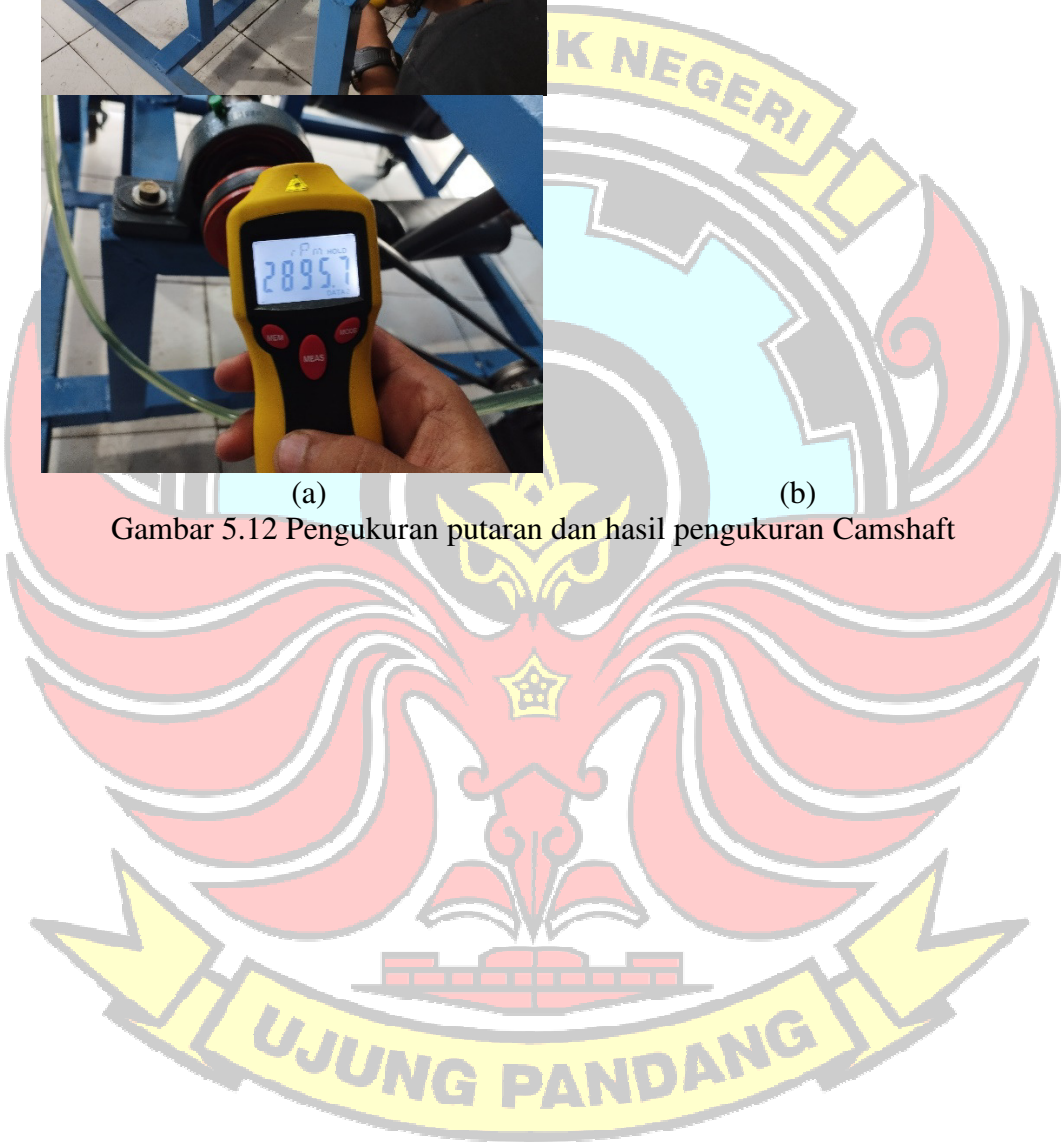 K NEGERI
rPm HOLD
2895.7
DATA
MEM
MODE
MEAS
(a) (b)
Gambar 5.12 Pengukuran putaran dan hasil pengukuran Camshaft
UJUNG PANDANG